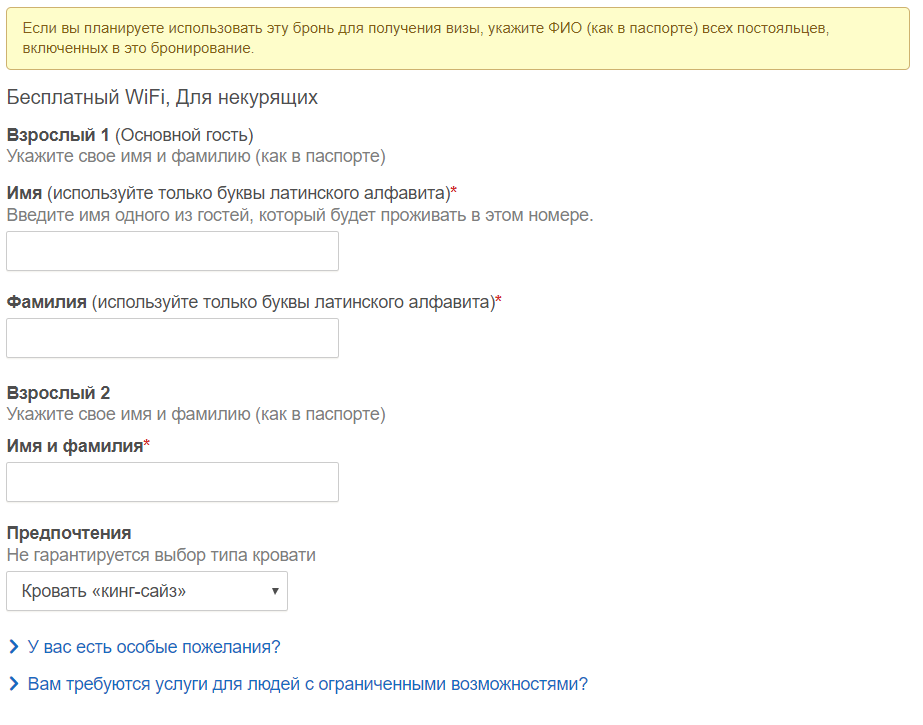 Если вы планируете использовать эту бронь для получения визы, укажите ФИО (как в паспорте) всех постояльцев,
включенных в это бронирование.
Бесплатный WiFi, Для некурящих
Взрослый 1 (Основной гость)
Укажите свое имя и фамилию (как в паспорте)
Имя (используйте только буквы латинского алфавита)*
Введите имя одного из гостей, который будет проживать в этом номере.
Фамилия (используйте только буквы латинского алфавита)*
Взрослый 2
Укажите свое имя и фамилию (как в паспорте)
Имя и фамилия*
Предпочтения
Не гарантируется выбор типа кровати
Кровать «кинг-сайз»
У вас есть особые пожелания?
Вам требуются услуги для людей с ограниченными возможностями?